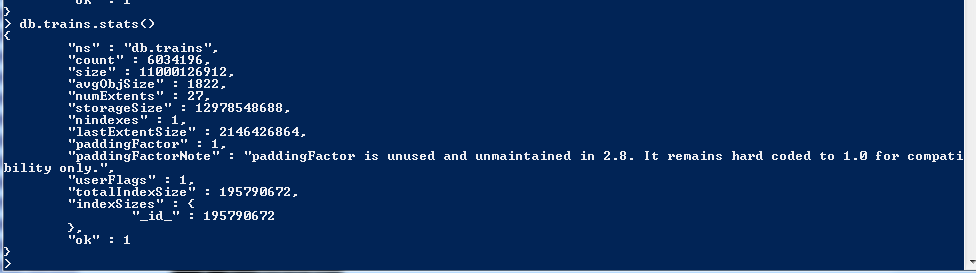 "ok" : 1
}
> db.trains.stats()
{
"ns" : "db.trains",
"count" : 6034196,
"size" : 11000126912,
"avgObjSize" : 1822,
"numExtents" : 27,
"storageSize" : 12978548688,
"nindexes" : 1,
"lastExtentSize" : 2146426864,
"paddingFactor" : 1,
"paddingFactorNote" : "paddingFactor is unused and unmaintained in 2.8. It remains hard coded to 1.0 for compati
bility only.",
"userFlags" : 1,
"totalIndexSize" : 195790672,
"indexSizes" : {
"_id_" : 195790672
},
"ok" : 1
}
>